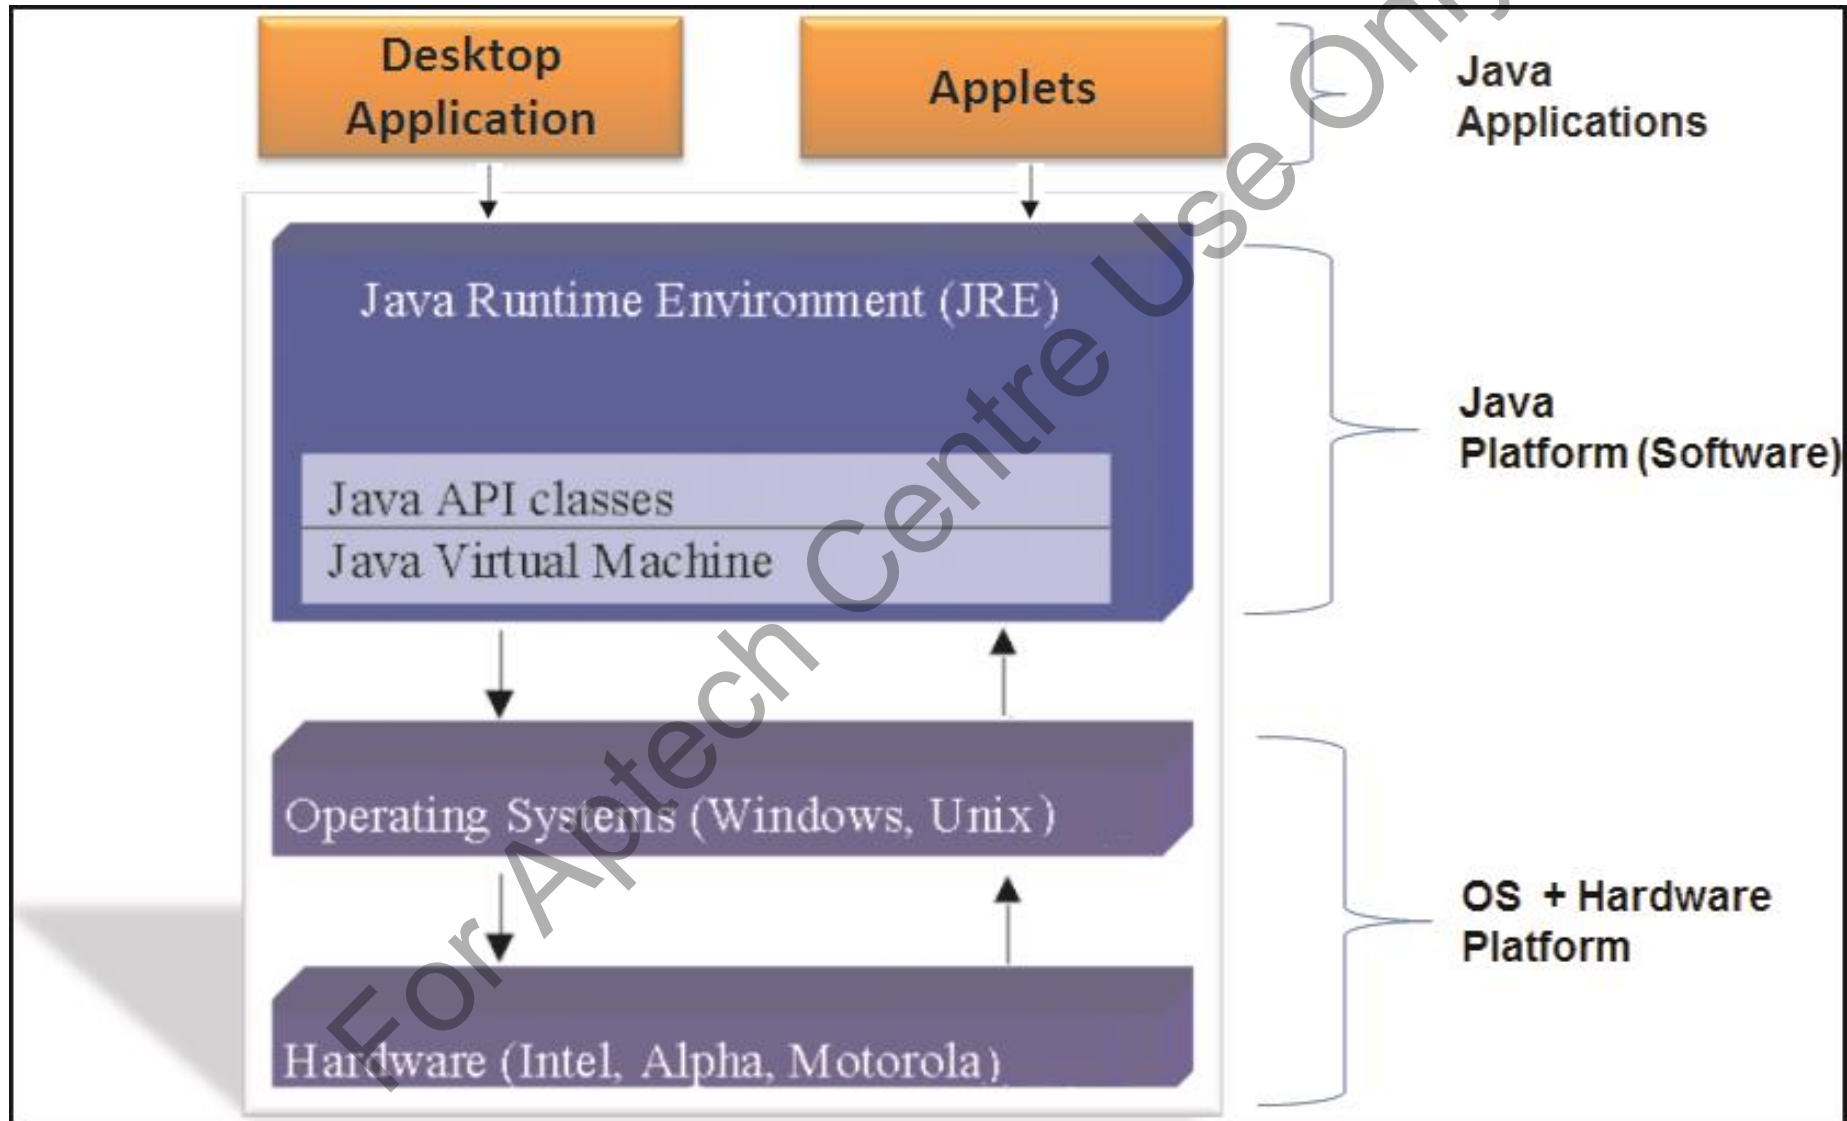 Desktop
Application
Applets
Java
Applications
Java Runtime Environment (JRE)
Java API classes
Java Virtual Machine
Java
Platform (Software)
Operating Systems (Windows, Unix )
OS + Hardware
Platform
Hardware (Intel, Alpha, Motorola)
For Aptech Centre Use Only